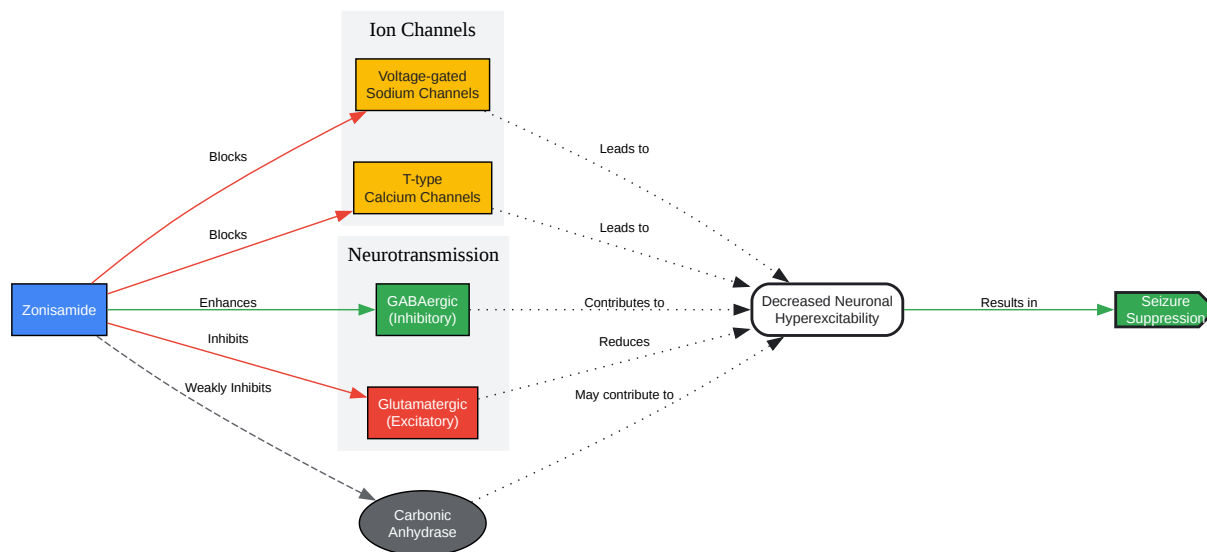 Ion Channels
Voltage-gated
Sodium Channels
Blocks
Leads to
T-type
Calcium Channels
Blocks
Leads to
Neurotransmission
Zonisamide
Enhances
GABAergic
(Inhibitory)
Contributes to
Decreased Neuronal
Hyperexcitability
Results in
Seizure
Suppression
Inhibits
Reduces
Glutamatergic
(Excitatory)
Weakly Inhibits
May contribute to
Carbonic
Anhydrase